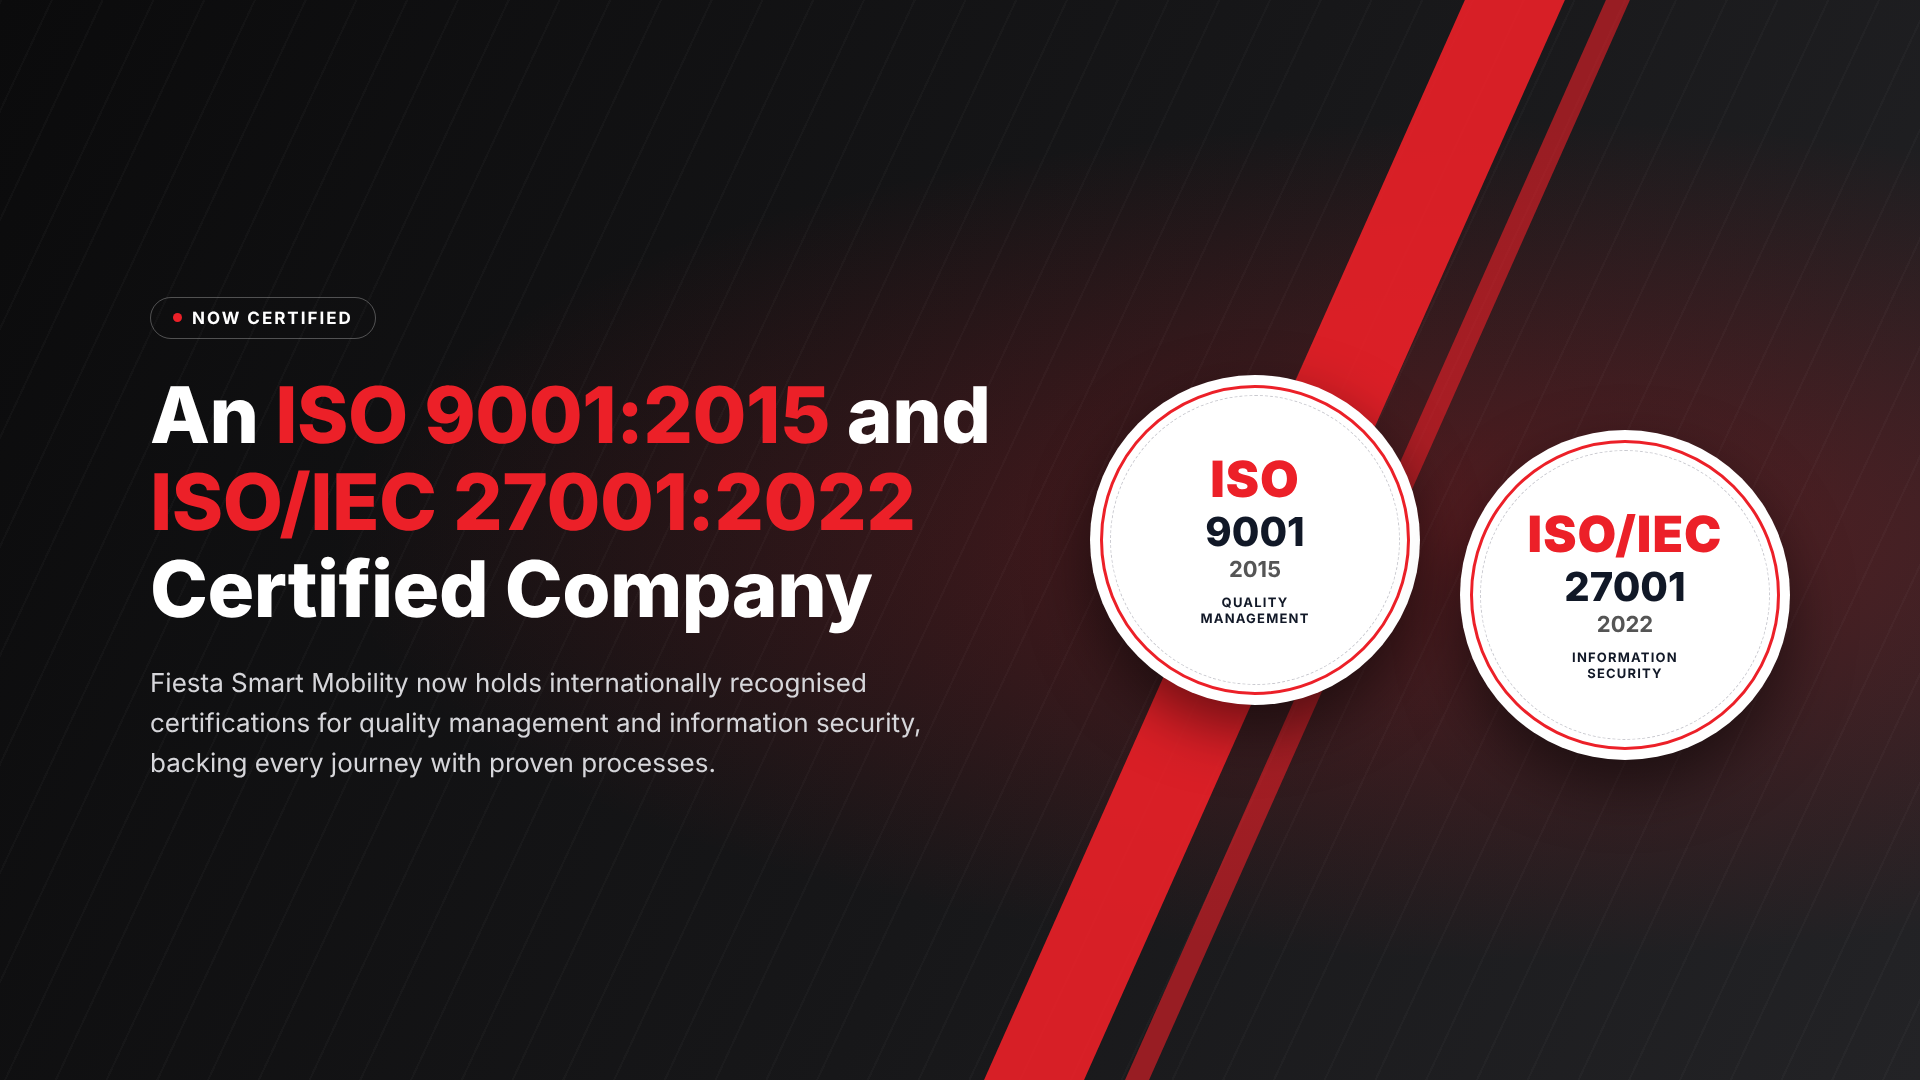 NOW CERTIFIED
An ISO 9001:2015 and
ISO/IEC 27001:2022
Certified Company
Fiesta Smart Mobility now holds internationally recognised
certifications for quality management and information security,
backing every journey with proven processes.
ISO
9001
2015
QUALITY
MANAGEMENT
ISO/IEC
27001
2022
INFORMATION
SECURITY